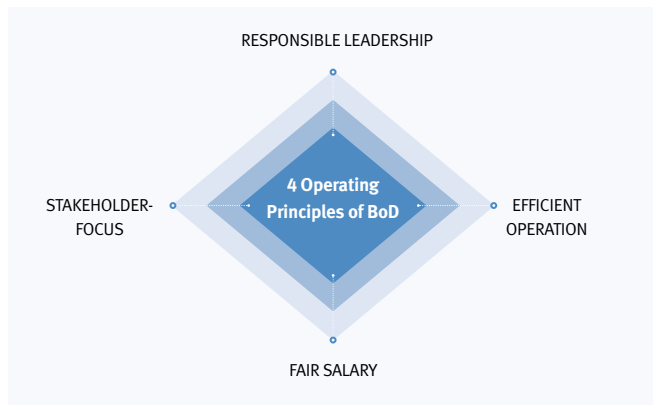 RESPONSIBLE LEADERSHIP
4 Operating
Principles of BoD
STAKEHOLDER-
FOCUS
EFFICIENT
OPERATION
FAIR SALARY